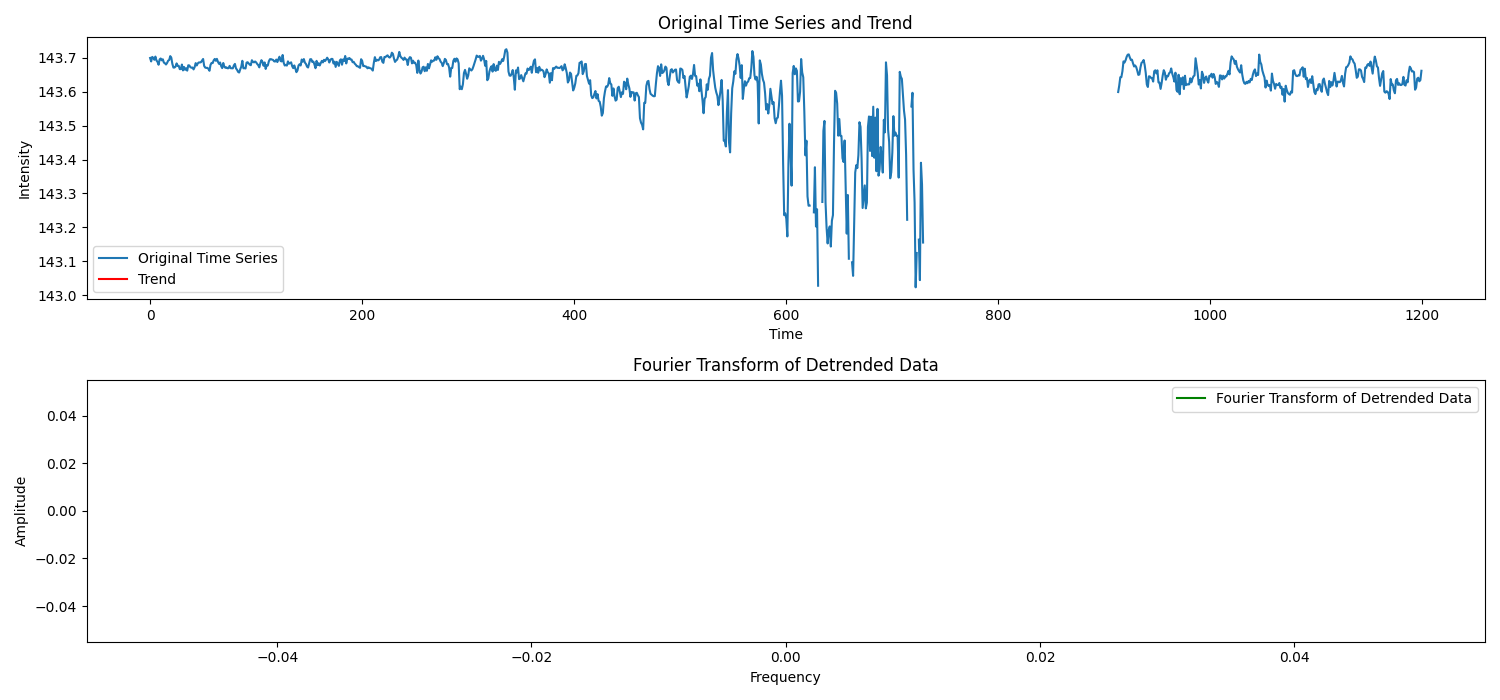 Original Time Series and Trend
143.7
143.6
143.5
143.4
143.3
143.2
143.1
143.0
Intensity
Original Time Series
Trend
0 200 400 600 800 1000 1200
Time
Fourier Transform of Detrended Data
0.04
0.02
0.00
−0.02
−0.04
Amplitude
Fourier Transform of Detrended Data
−0.04 −0.02 0.00 0.02 0.04
Frequency